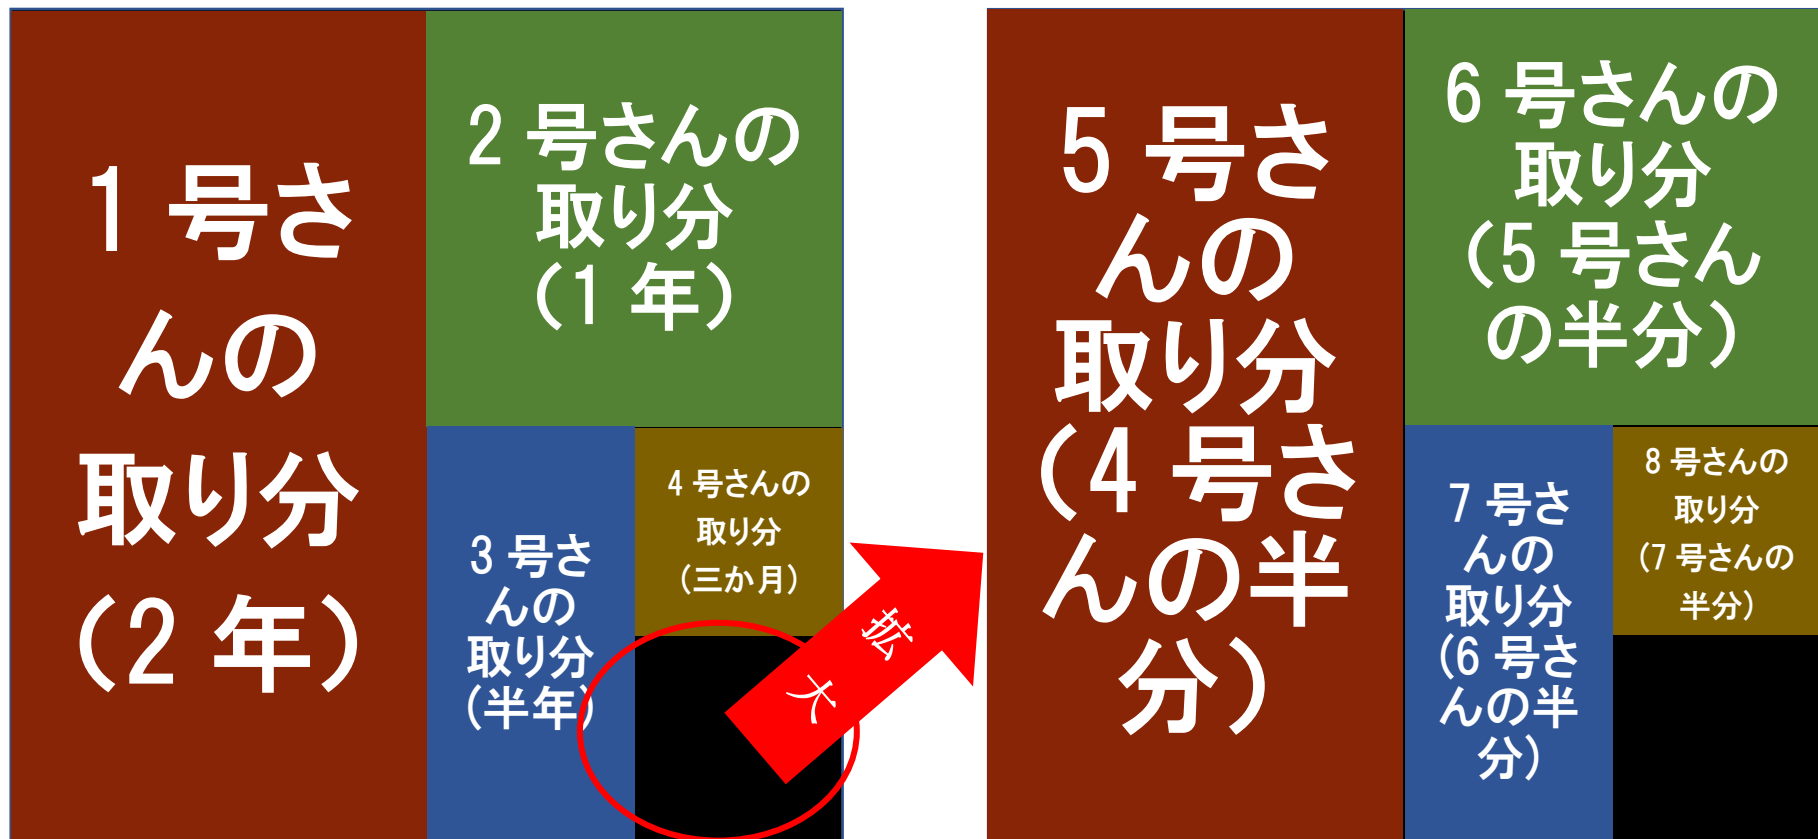 1 号さ
んの
取り分
（2 年）
2 号さんの
取り分
（1 年）
3 号さ
んの
取り分
（半年）
4 号さんの
取り分
（三か月）
拡
大
5 号さ
んの
取り分
（4 号さ
んの半
分）
6 号さんの
取り分
（5 号さん
の半分）
7 号さ
んの
取り分
（6 号さ
んの半
分）
8 号さんの
取り分
（7 号さんの
半分）